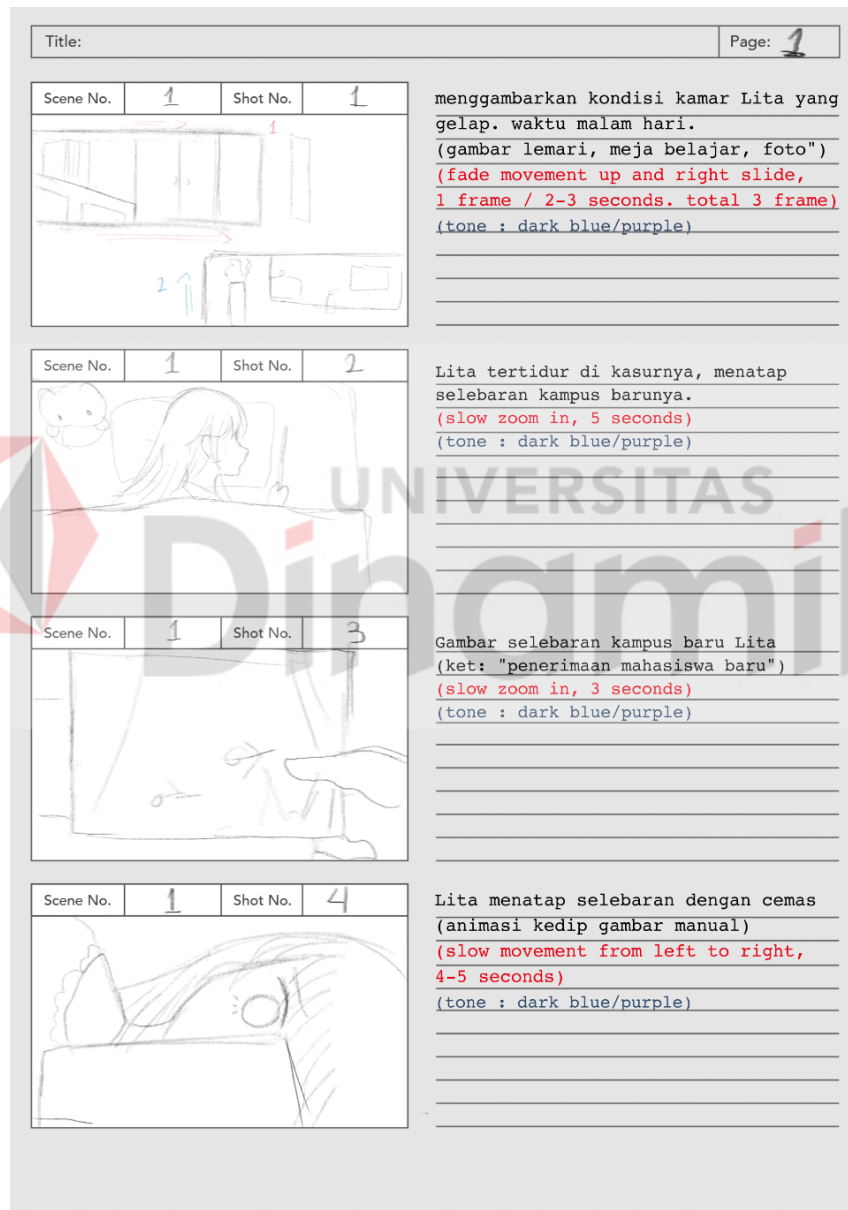 Title:
Page: 1
Scene No. 1 Shot No. 1
1
2
menggambarkan kondisi kamar Lita yang
gelap. waktu malam hari.
(gambar lemari, meja belajar, foto")
(fade movement up and right slide,
1 frame / 2-3 seconds. total 3 frame)
(tone : dark blue/purple)
Scene No. 1 Shot No. 2
Lita tertidur di kasurnya, menatap
selebaran kampus barunya.
(slow zoom in, 5 seconds)
(tone : dark blue/purple)
UNIVERSITAS
Dinami
Scene No. 1 Shot No. 3
Gambar selebaran kampus baru Lita
(ket: "penerimaan mahasiswa baru")
(slow zoom in, 3 seconds)
(tone : dark blue/purple)
Scene No. 1 Shot No. 4
Lita menatap selebaran dengan cemas
(animasi kedip gambar manual)
(slow movement from left to right,
4-5 seconds)
(tone : dark blue/purple)